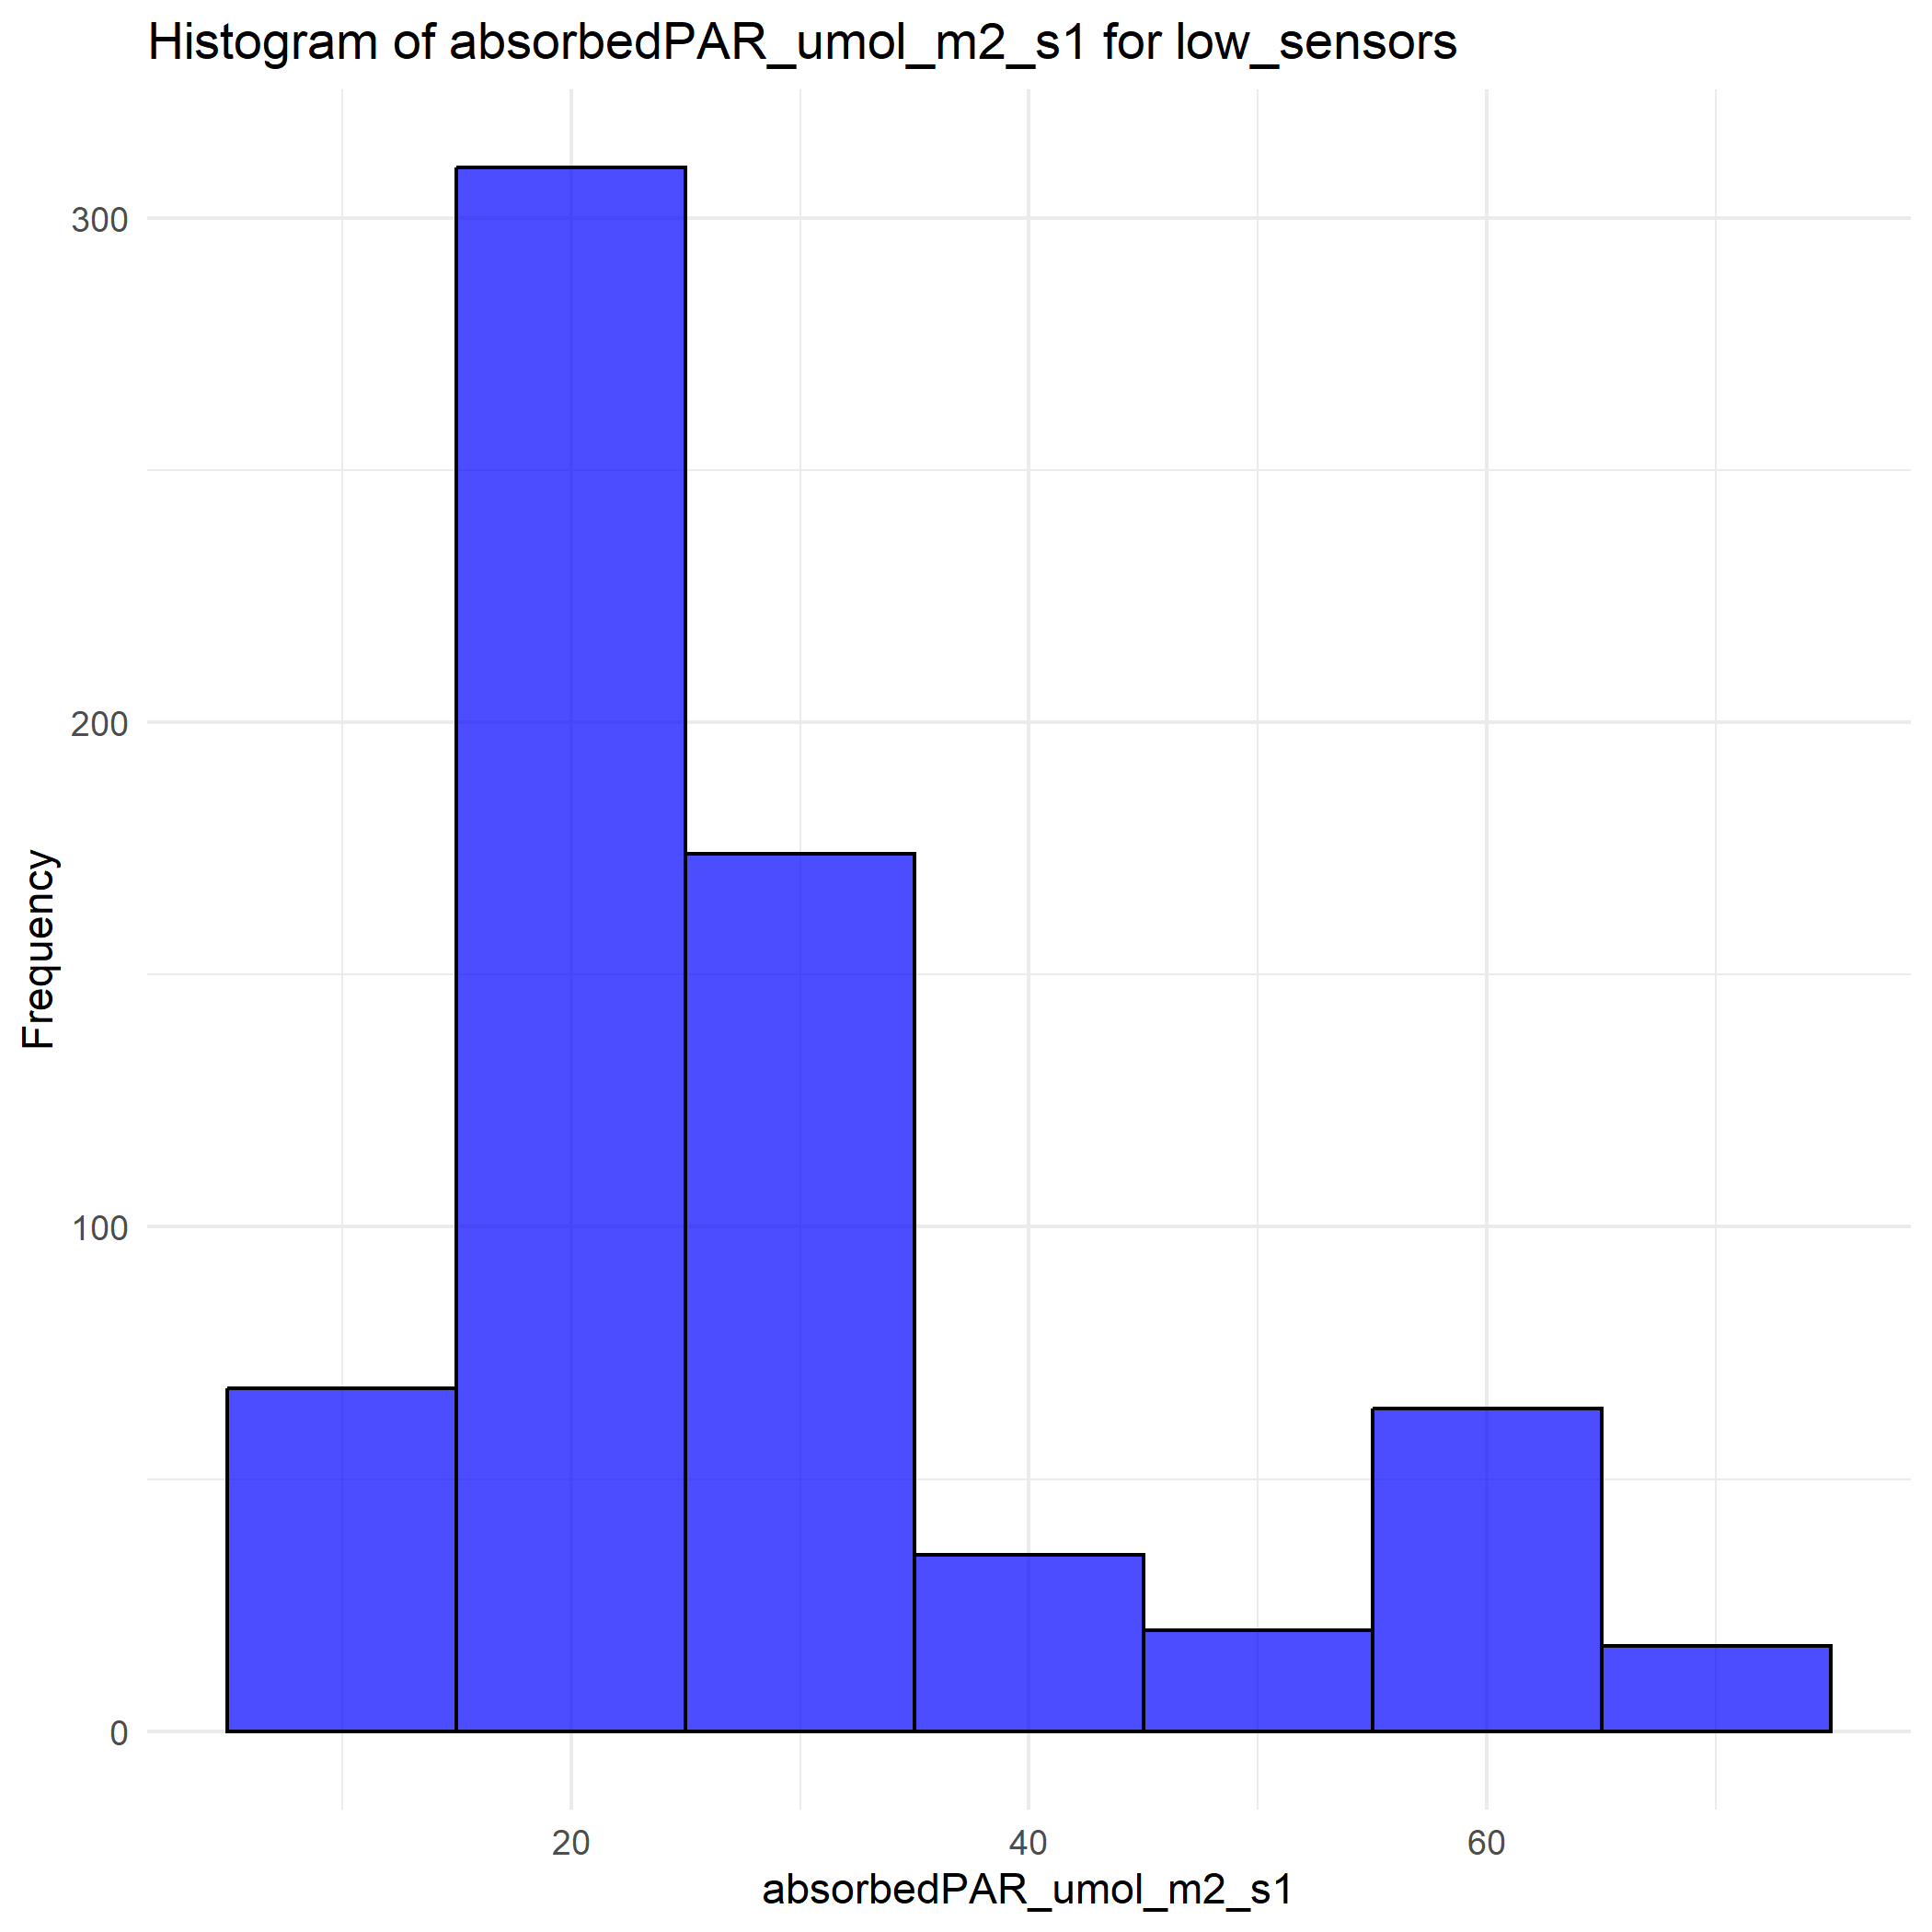 Histogram of absorbedPAR_umol_m2_s1 for low_sensors
Frequency
300
200
100
0
20
40
60
absorbedPAR_umol_m2_s1